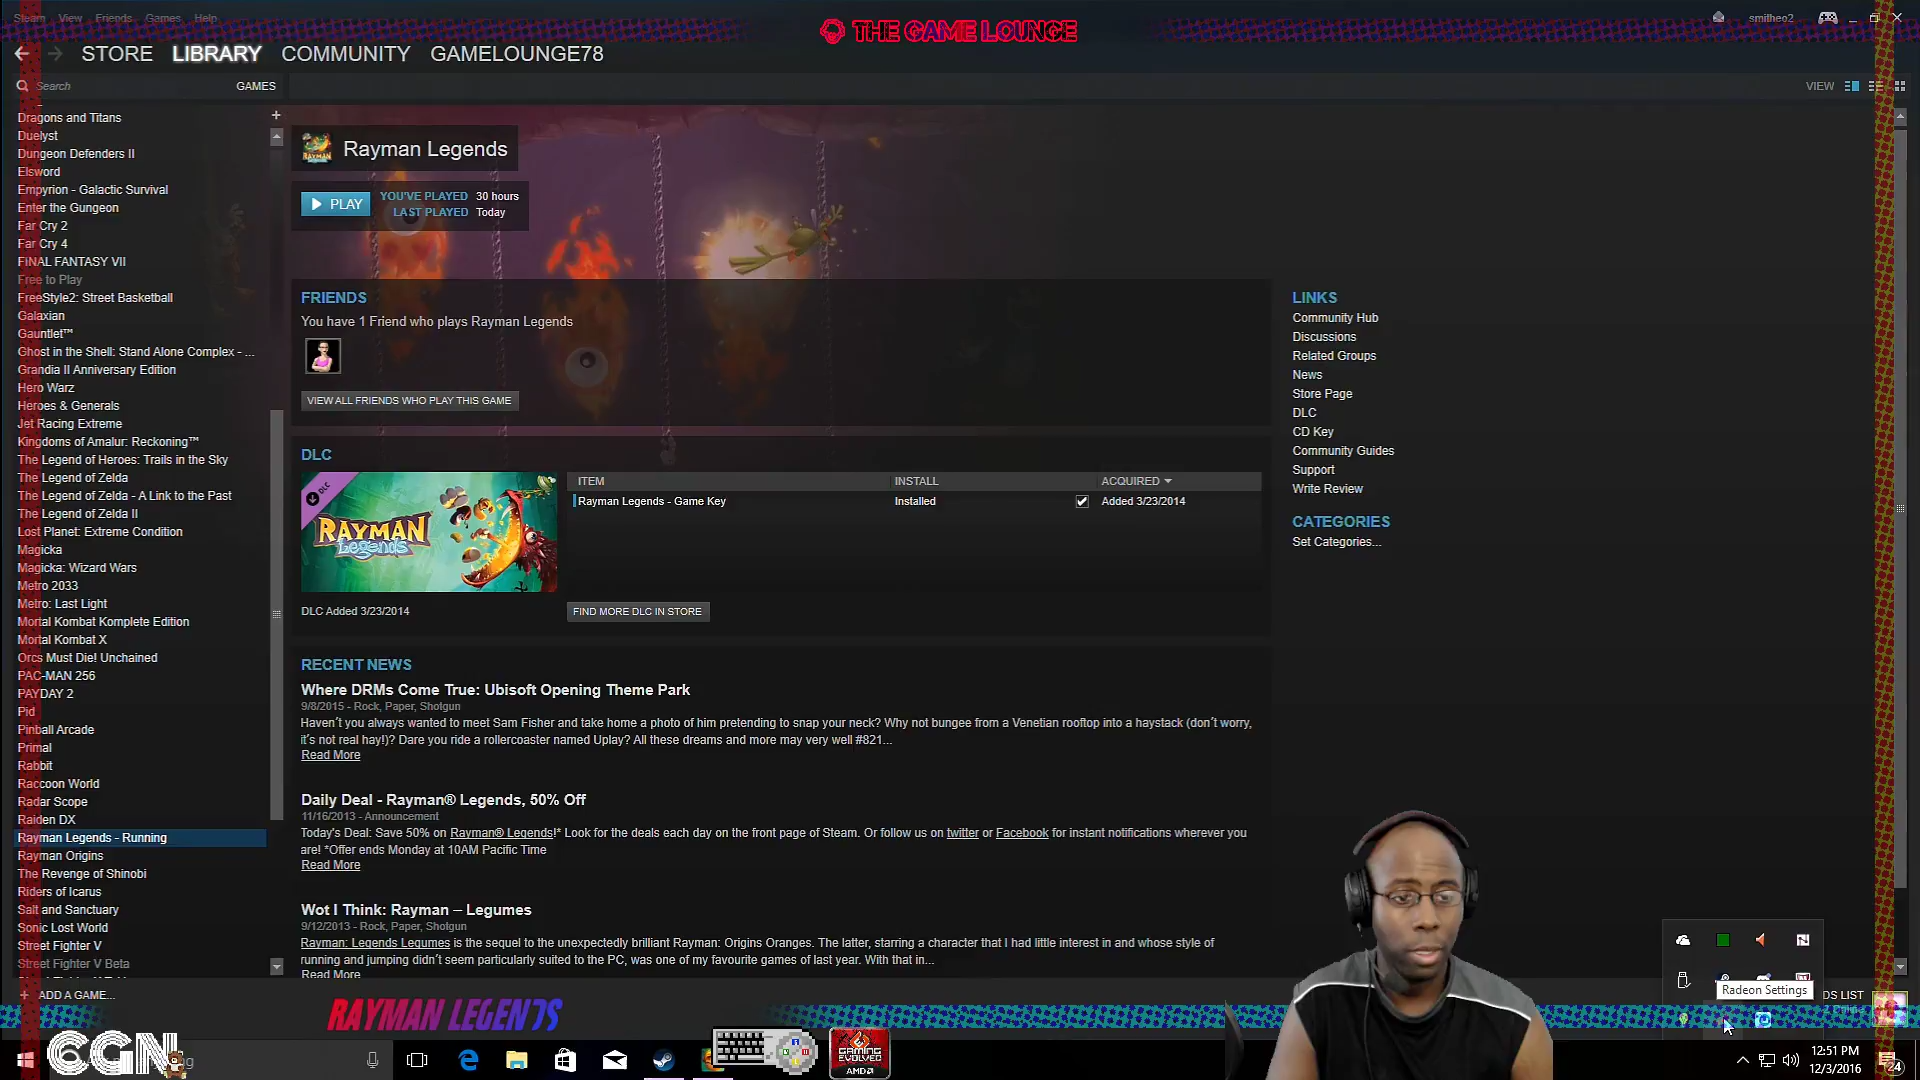 Steam View Friends Games Help
THE GAME LOUNGE
smitheo2
STORE LIBRARY COMMUNITY GAMELOUNGE78
Search GAMES VIEW
Dragons and Titans
Duelyst
Dungeon Defenders II
Elsword
Empyrion - Galactic Survival
Enter the Gungeon
Far Cry 2
Far Cry 4
FINAL FANTASY VII
Free to Play
FreeStyle2: Street Basketball
Galaxian
Gauntlet™
Ghost in the Shell: Stand Alone Complex - ...
Grandia II Anniversary Edition
Hero Warz
Heroes & Generals
Jet Racing Extreme
Kingdoms of Amalur: Reckoning™
The Legend of Heroes: Trails in the Sky
The Legend of Zelda
The Legend of Zelda - A Link to the Past
The Legend of Zelda II
Lost Planet: Extreme Condition
Magicka
Magicka: Wizard Wars
Metro 2033
Metro: Last Light
Mortal Kombat Komplete Edition
Mortal Kombat X
Orcs Must Die! Unchained
PAC-MAN 256
PAYDAY 2
Pid
Pinball Arcade
Primal
Rabbit
Raccoon World
Radar Scope
Raiden DX
Rayman Legends - Running
Rayman Origins
The Revenge of Shinobi
Riders of Icarus
Salt and Sanctuary
Sonic Lost World
Street Fighter V
Street Fighter V Beta
+ ADD A GAME...
Rayman Legends
PLAY
YOU'VE PLAYED 30 hours
LAST PLAYED Today
FRIENDS
You have 1 Friend who plays Rayman Legends
VIEW ALL FRIENDS WHO PLAY THIS GAME
DLC
DLC
RAYMAN
Legends
DLC Added 3/23/2014
ITEM INSTALL ACQUIRED
Rayman Legends - Game Key Installed Added 3/23/2014
FIND MORE DLC IN STORE
RECENT NEWS
Where DRMs Come True: Ubisoft Opening Theme Park
9/8/2015 - Rock, Paper, Shotgun
Haven't you always wanted to meet Sam Fisher and take home a photo of him pretending to snap your neck? Why not bungee from a Venetian rooftop into a haystack (don't worry,
it's not real hay!)? Dare you ride a rollercoaster named Uplay? All these dreams and more may very well #821...
Read More
Daily Deal - Rayman® Legends, 50% Off
11/16/2013 - Announcement
Today's Deal: Save 50% on Rayman® Legends!* Look for the deals each day on the front page of Steam. Or follow us on twitter or Facebook for instant notifications wherever you
are! *Offer ends Monday at 10AM Pacific Time
Read More
Wot I Think: Rayman – Legumes
9/12/2013 - Rock, Paper, Shotgun
Rayman: Legends Legumes is the sequel to the unexpectedly brilliant Rayman: Origins Oranges. The latter, starring a character that I had little interest in and whose style of
running and jumping didn't seem particularly suited to the PC, was one of my favourite games of last year. With that in...
Read More
LINKS
Community Hub
Discussions
Related Groups
News
Store Page
DLC
CD Key
Community Guides
Support
Write Review
CATEGORIES
Set Categories...
Radeon Settings
DS LIST
RAYMAN LEGENDS
CGN
GAMING
EVOLVED
AMD
12:51 PM
12/3/2016
24